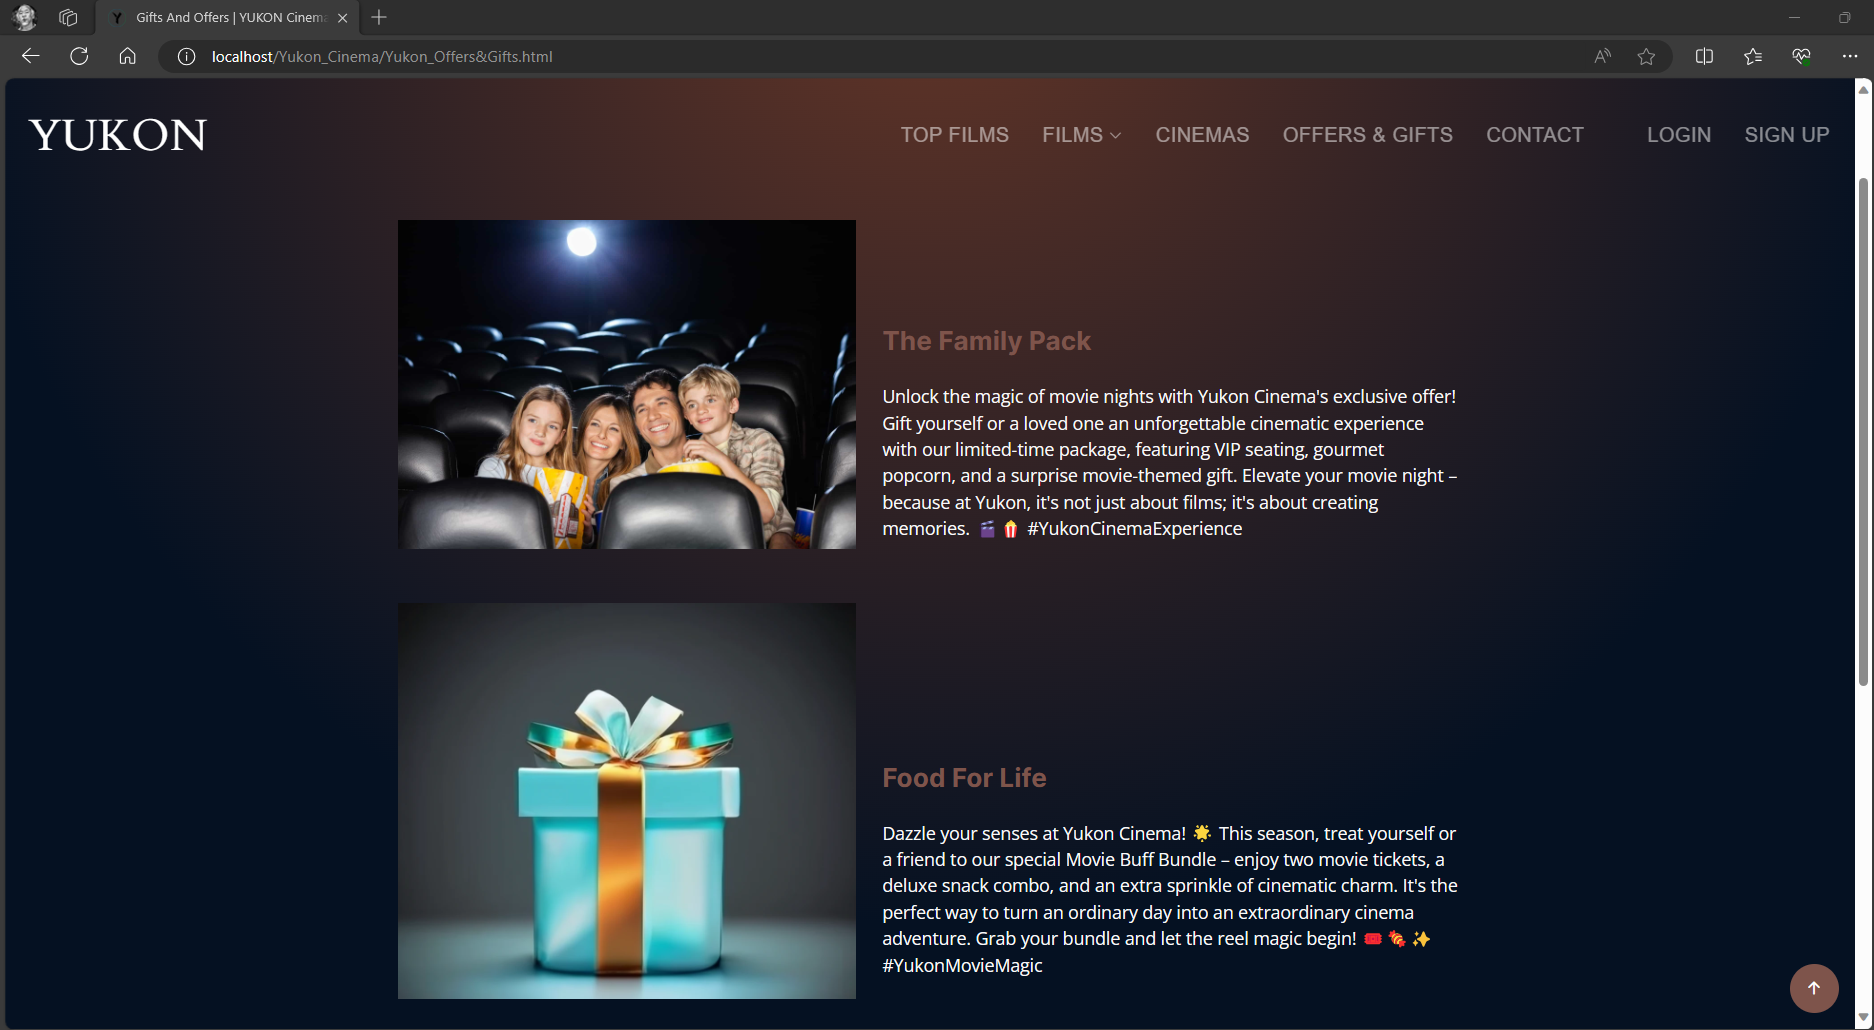 Gifts And Offers | YUKON Cinema
localhost/Yukon_Cinema/Yukon_Offers&Gifts.html
YUKON
TOP FILMS
FILMS
CINEMAS
OFFERS & GIFTS
CONTACT
LOGIN
SIGN UP
The Family Pack
Unlock the magic of movie nights with Yukon Cinema's exclusive offer!
Gift yourself or a loved one an unforgettable cinematic experience
with our limited-time package, featuring VIP seating, gourmet
popcorn, and a surprise movie-themed gift. Elevate your movie night –
because at Yukon, it's not just about films; it's about creating
memories. 🎬🍿 #YukonCinemaExperience
Food For Life
Dazzle your senses at Yukon Cinema! 🌟 This season, treat yourself or
a friend to our special Movie Buff Bundle – enjoy two movie tickets, a
deluxe snack combo, and an extra sprinkle of cinematic charm. It's the
perfect way to turn an ordinary day into an extraordinary cinema
adventure. Grab your bundle and let the reel magic begin! 🎟️🍫✨
#YukonMovieMagic